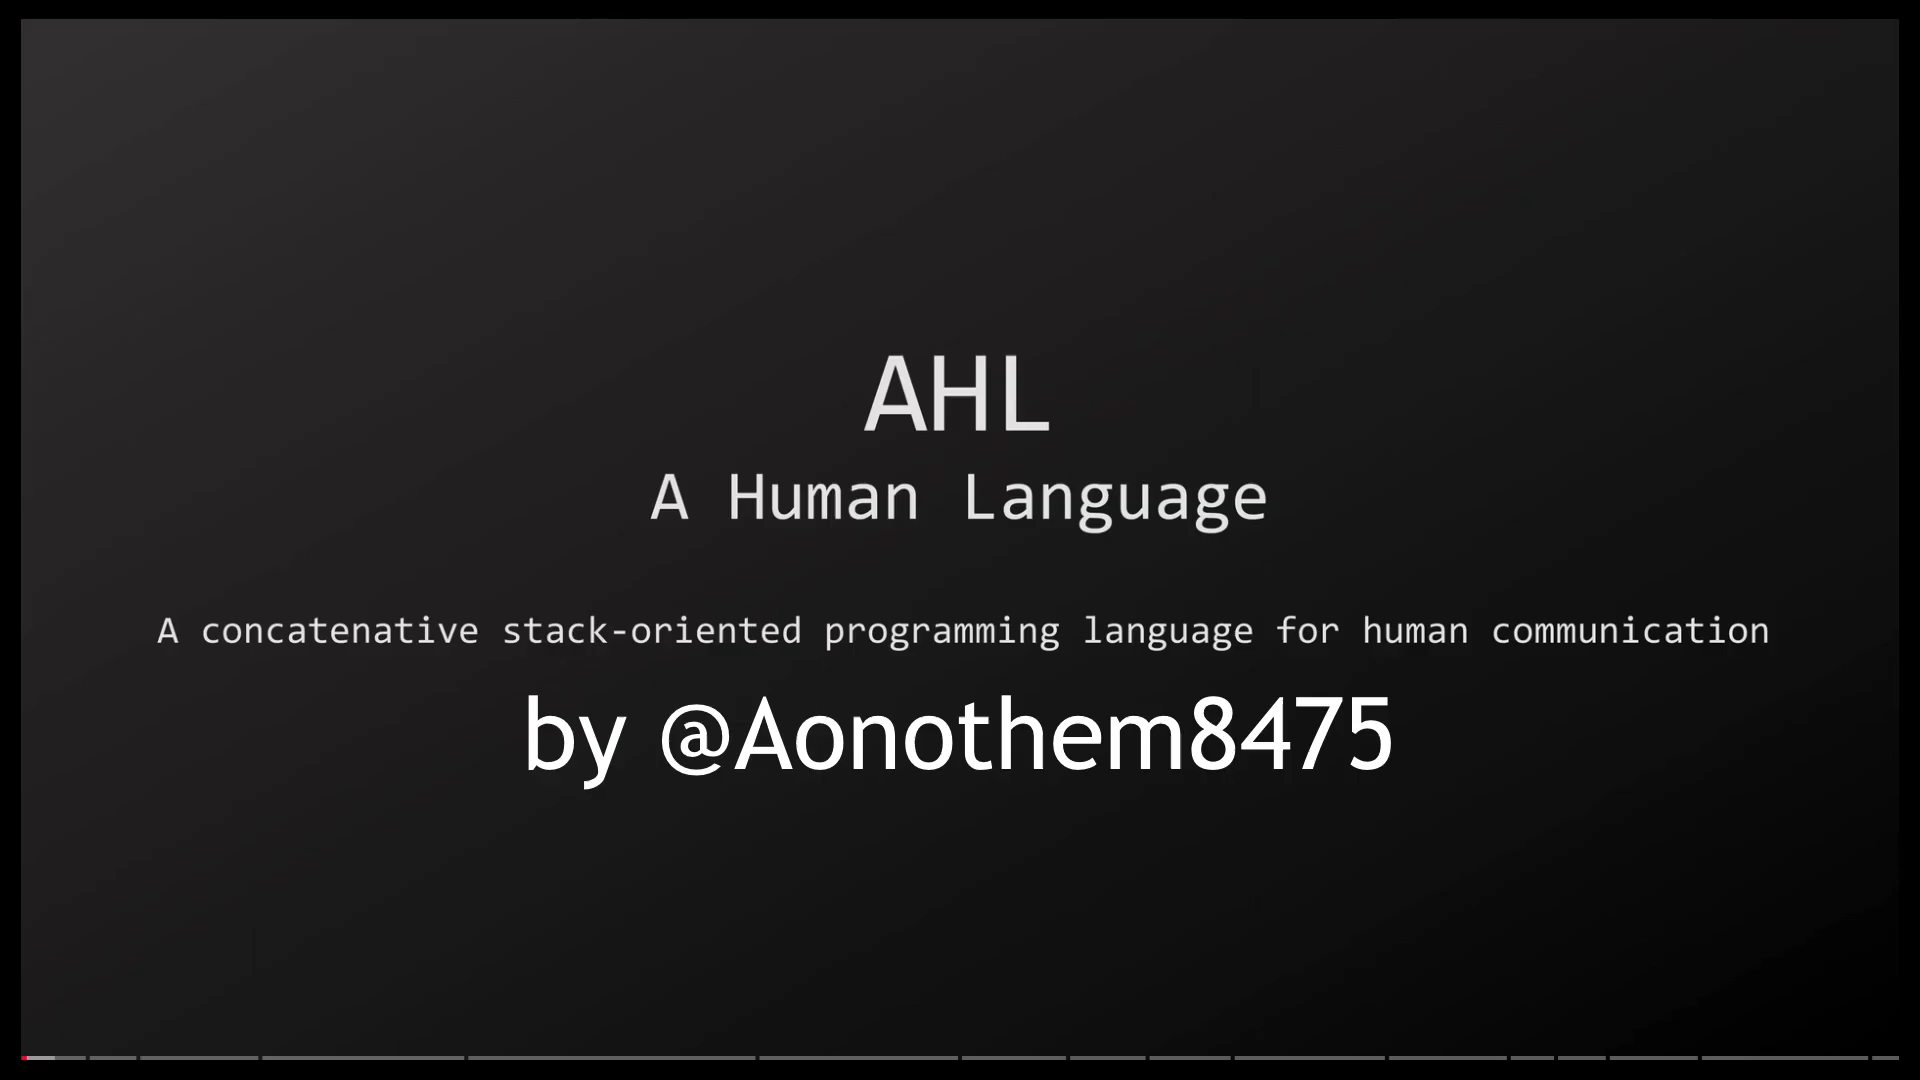 AHL
A Human Language
A concatenative stack-oriented programming language for human communication
by @Aonothem8475